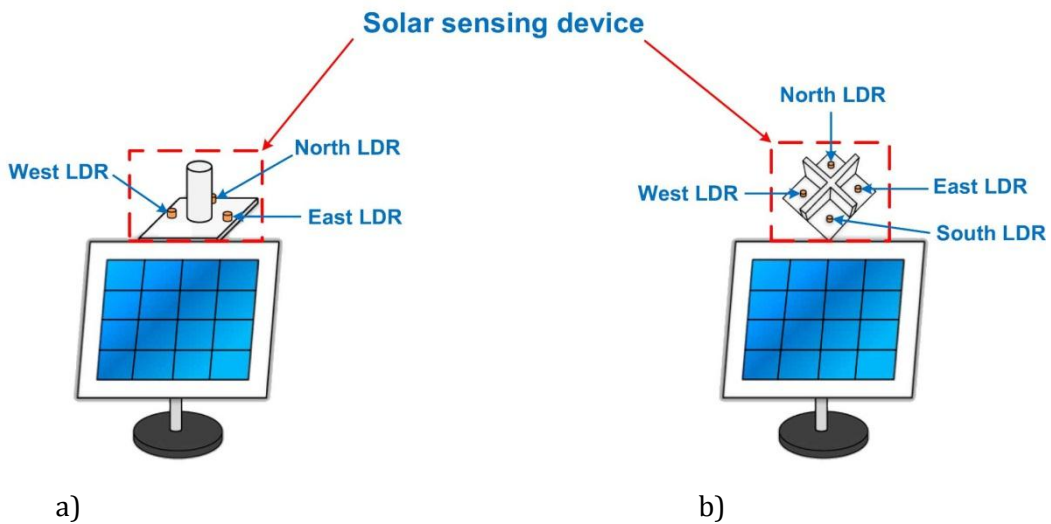 Solar sensing device
North LDR
West LDR
East LDR
North LDR
West LDR
East LDR
South LDR
a)
b)